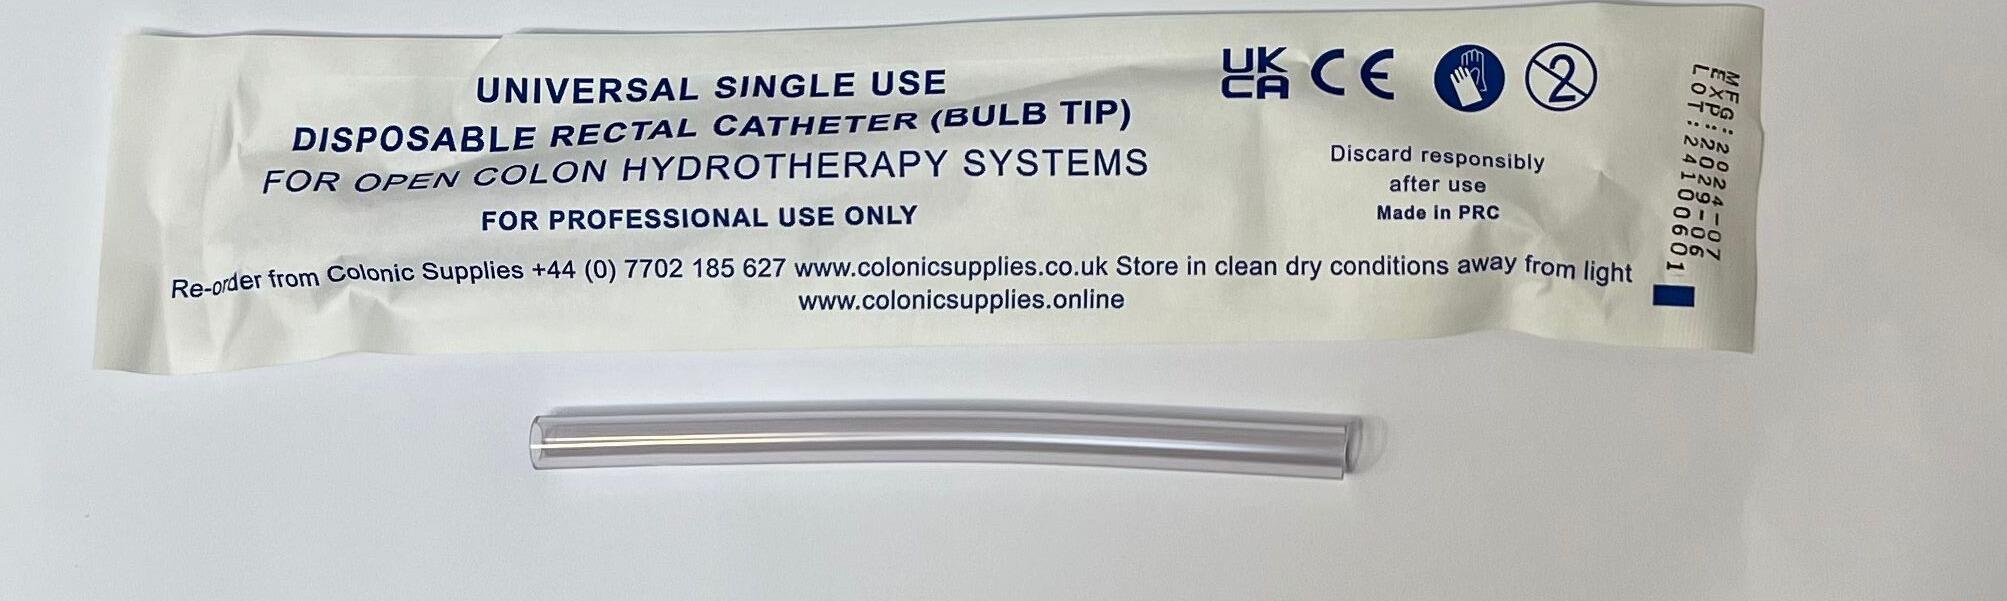 UNIVERSAL SINGLE USE
DISPOSABLE RECTAL CATHETER (BULB TIP)
FOR OPEN COLON HYDROTHERAPY SYSTEMS
FOR PROFESSIONAL USE ONLY
Re-order from Colonic Supplies +44 (0) 7702 185 627 www.colonicsupplies.co.uk Store in clean dry conditions away from light
www.colonicsupplies.online
UK
CA
CE
2
Discard responsibly
after use
Made in PRC
MFG:2024-07
EXP:2029-06
LOT:24100601